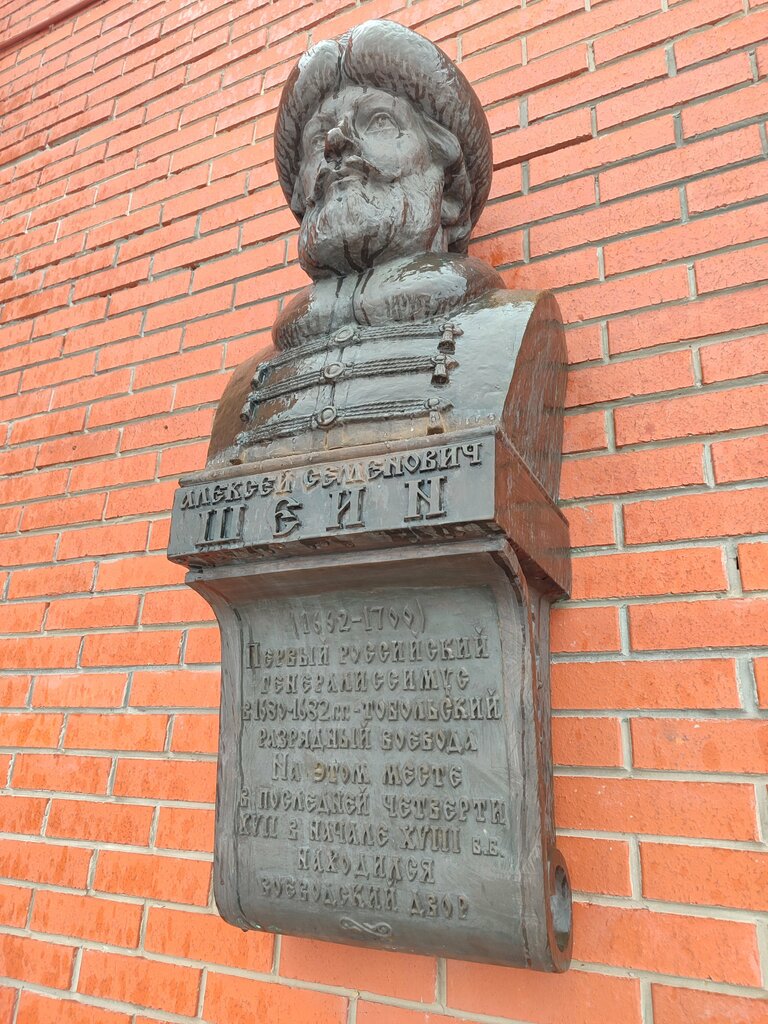 АЛЕКСЕЙ СЕМЕНОВИЧ
ШЕИН
(1662-1700)
Первый российский
генералиссимус
в 1680-1682 гг. - Тобольский
разрядный воевода
На этом месте
в последней четверти
XVII в начале XVIII в.в.
находился
воеводский двор